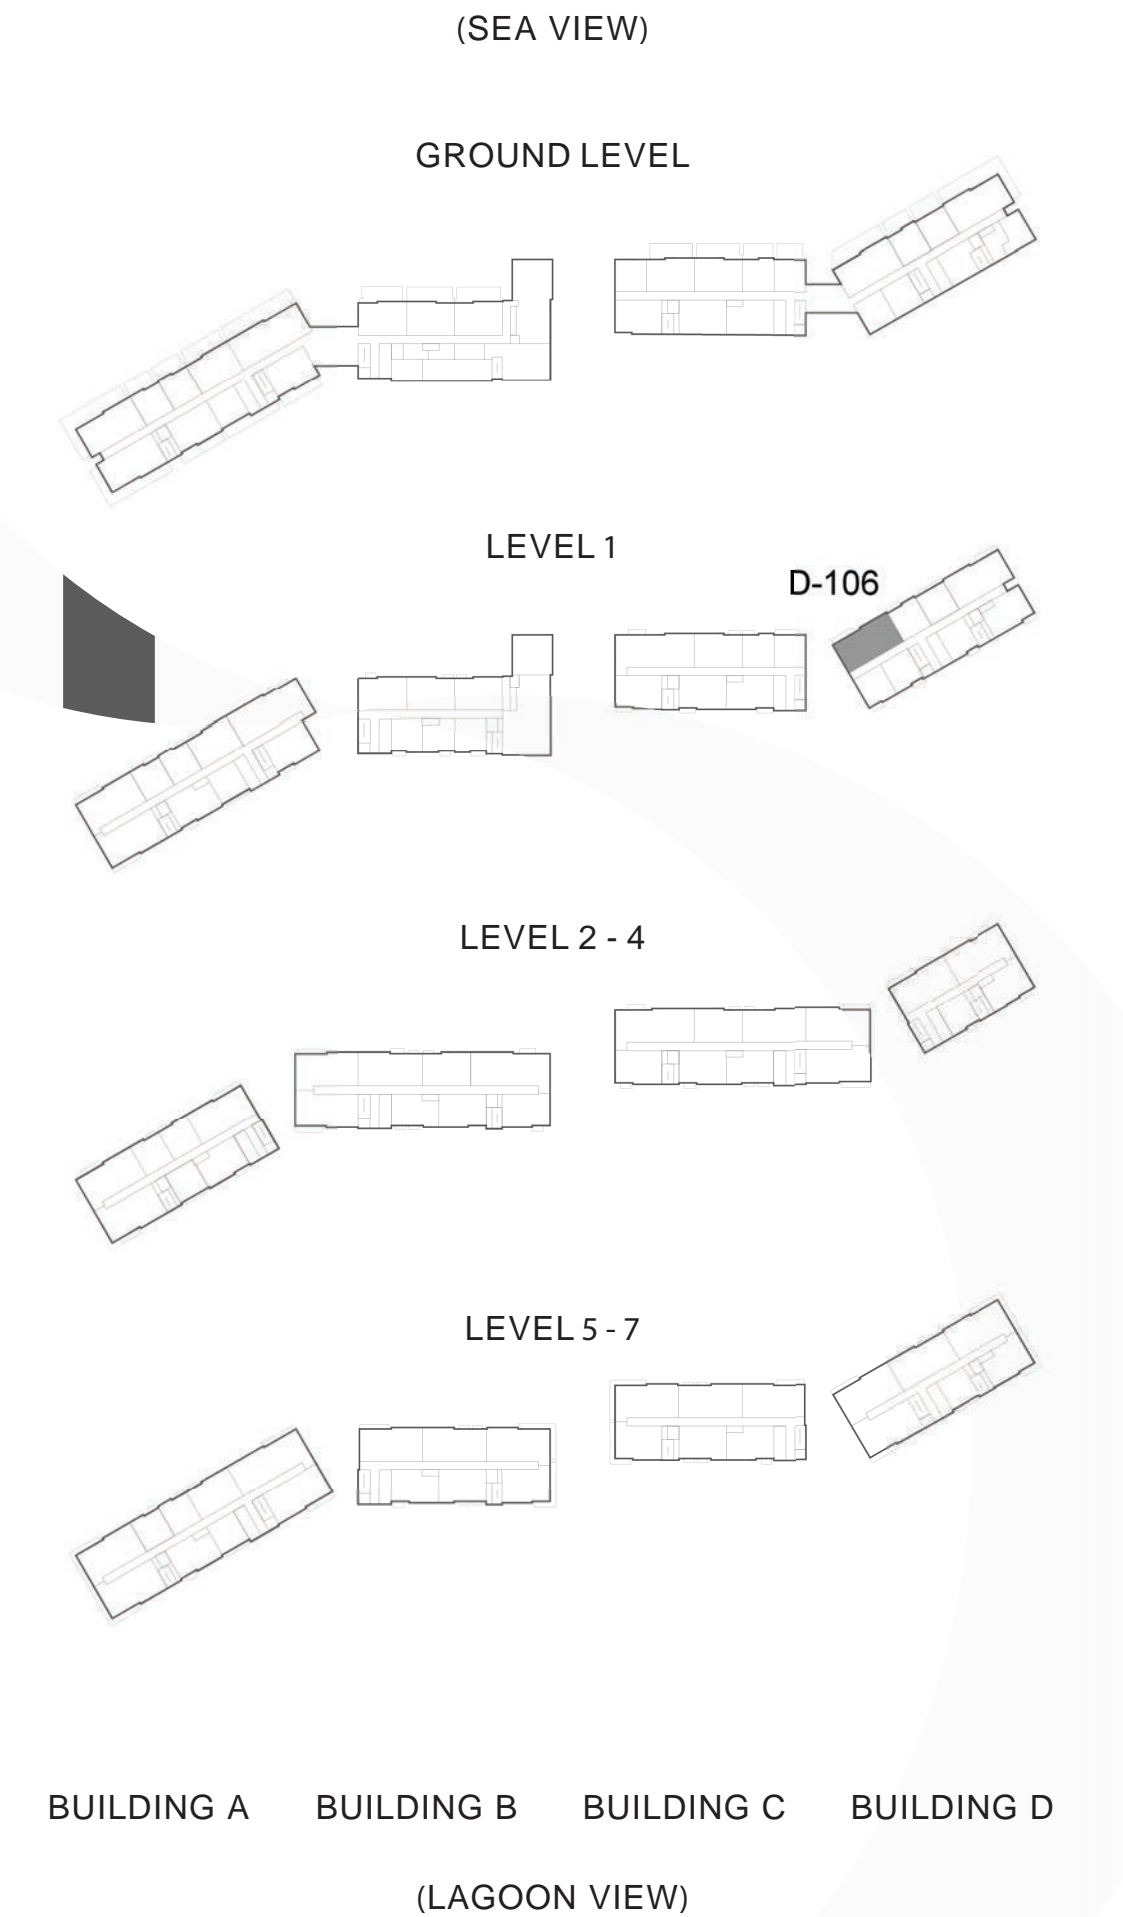 (SEA VIEW)
GROUND LEVEL
LEVEL 1
D-106
LEVEL 2 - 4
LEVEL 5 - 7
BUILDING A BUILDING B BUILDING C BUILDING D
(LAGOON VIEW)